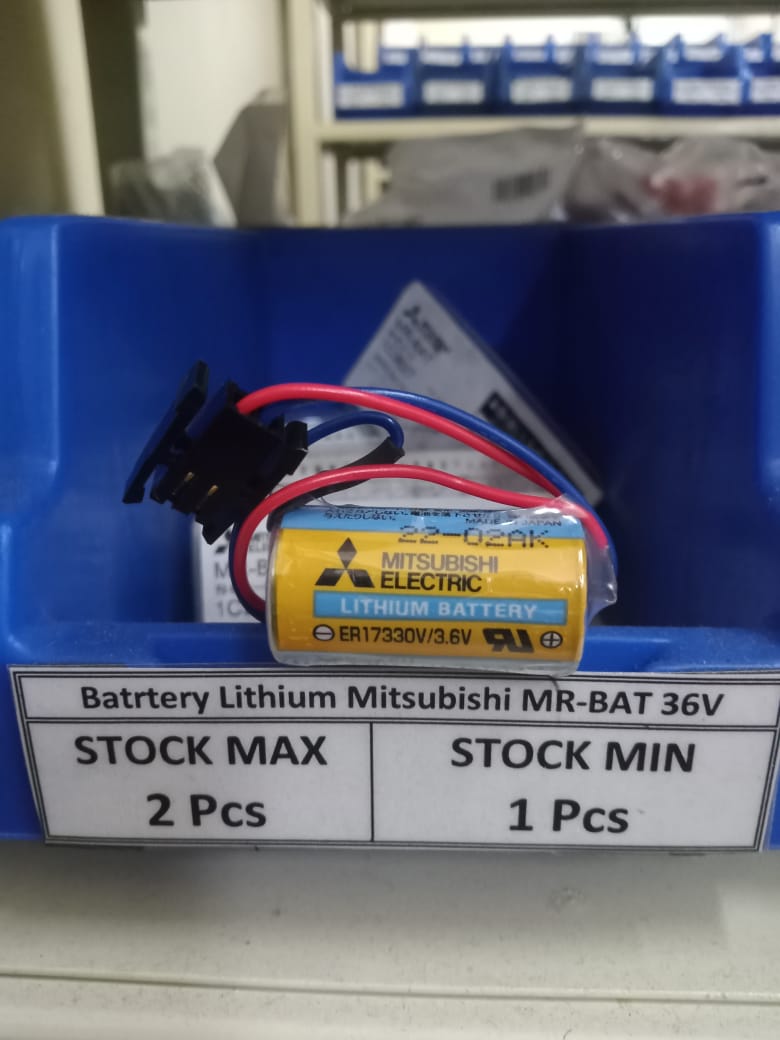 MADE IN JAPAN
22-02AK
MITSUBISHI
ELECTRIC
LITHIUM BATTERY
ER17330V/3.6V
Batrtery Lithium Mitsubishi MR-BAT 36V
STOCK MAX
STOCK MIN
2 Pcs
1 Pcs